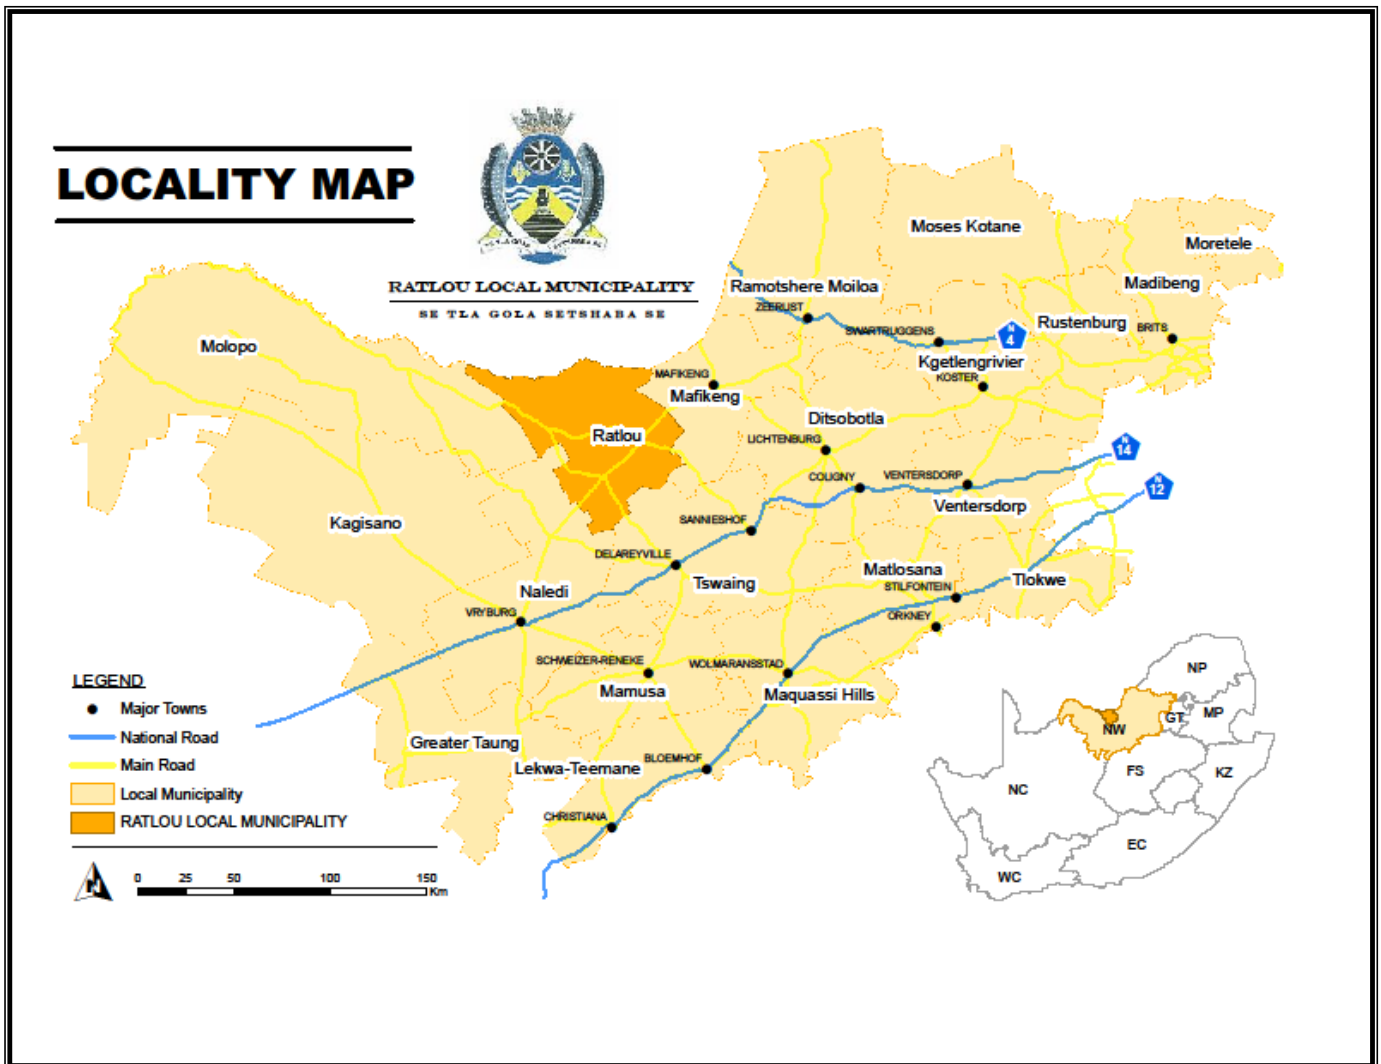 LOCALITY MAP
RATLOU LOCAL MUNICIPALITY
SE TLA GOLA SETSHABA SE
Moses Kotane
Moretele
Ramotshere Moiloa
Madibeng
ZEERUST
SWARTRUGGENS
N
4
Rustenburg
BRITS
Molopo
Kgetlengrivier
KOSTER
MAFIKENG
Mafikeng
Ditsobotla
Ratlou
LICHTENBURG
N
14
COLIGNY
VENTERSDORP
N
12
Ventersdorp
Kagisano
SANNIESHOF
DELAREYVILLE
Tswaing
Matlosana
Tlokwe
STILFONTEIN
Naledi
VRYBURG
ORKNEY
SCHWEIZER-RENEKE
WOLMARANSSTAD
Mamusa
Maquassi Hills
Greater Taung
BLOEMHOF
Lekwa-Teemane
CHRISTIANA
LEGEND
Major Towns
National Road
Main Road
Local Municipality
RATLOU LOCAL MUNICIPALITY
N
0 25 50 100 150
Km
NP
NW
GT
MP
FS
KZ
NC
EC
WC